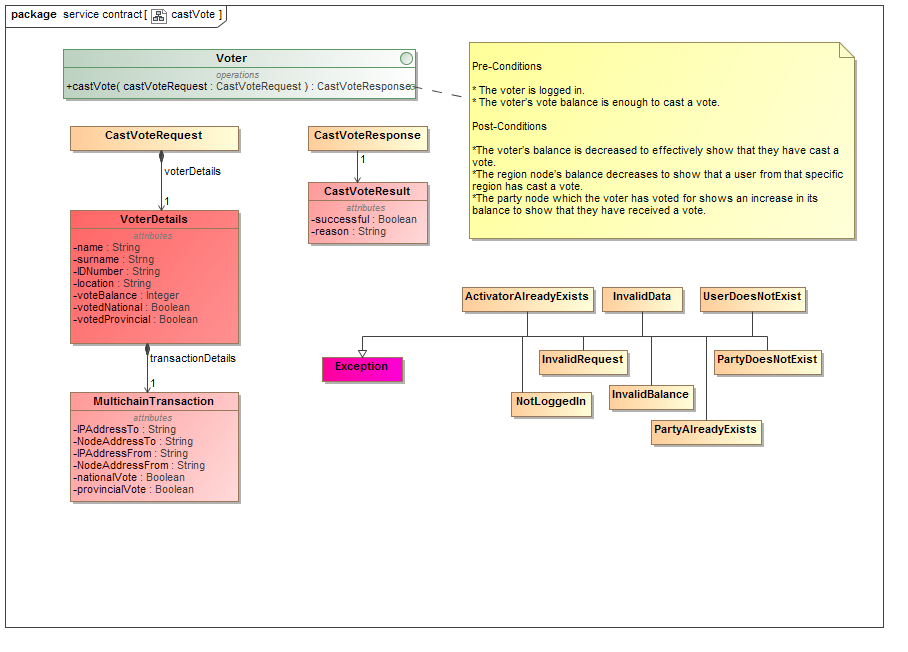 package service contract [ castVote ]
Voter
operations
+castVote( castVoteRequest : CastVoteRequest ) : CastVoteResponse
Pre-Conditions
* The voter is logged in.
* The voter's vote balance is enough to cast a vote.
Post-Conditions
*The voter's balance is decreased to effectively show that they have cast a
vote.
*The region node's balance decreases to show that a user from that specific
region has cast a vote.
*The party node which the voter has voted for shows an increase in its
balance to show that they have received a vote.
CastVoteRequest
voterDetails
1
VoterDetails
attributes
-name : String
-surname : Strng
-IDNumber : String
-location : String
-voteBalance : Integer
-votedNational : Boolean
-votedProvincial : Boolean
transactionDetails
1
MultichainTransaction
attributes
-IPAddressTo : String
-NodeAddressTo : String
-IPAddressFrom : String
-NodeAddressFrom : String
-nationalVote : Boolean
-provincialVote : Boolean
CastVoteResponse
1
CastVoteResult
attributes
-successful : Boolean
-reason : String
ActivatorAlreadyExists
InvalidData
UserDoesNotExist
Exception
InvalidRequest
PartyDoesNotExist
NotLoggedIn
InvalidBalance
PartyAlreadyExists